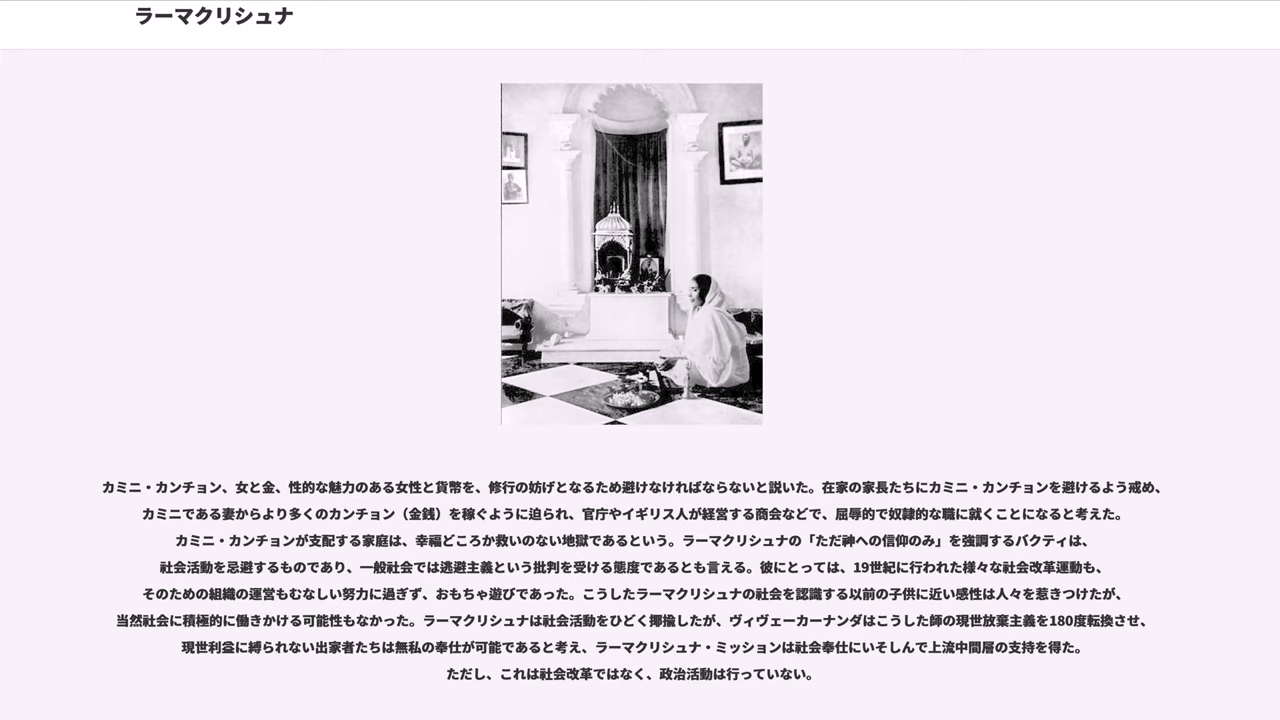 ラーマクリシュナ
カミニ・カンチョン、女と金、性的な魅力のある女性と貨幣を、修行の妨げとなるため避けなければならないと説いた。在家の家長たちにカミニ・カンチョンを避けるよう戒め、
カミニである妻からより多くのカンチョン（金銭）を稼ぐように迫られ、官庁やイギリス人が経営する商会などで、屈辱的で奴隷的な職に就くことになると考えた。
カミニ・カンチョンが支配する家庭は、幸福どころか救いのない地獄であるという。ラーマクリシュナの「ただ神への信仰のみ」を強調するバクティは、
社会活動を忌避するものであり、一般社会では逃避主義という批判を受ける態度であるとも言える。彼にとっては、19世紀に行われた様々な社会改革運動も、
そのための組織の運営もむなしい努力に過ぎず、おもちゃ遊びであった。こうしたラーマクリシュナの社会を認識する以前の子供に近い感性は人々を惹きつけたが、
当然社会に積極的に働きかける可能性もなかった。ラーマクリシュナは社会活動をひどく揶揄したが、ヴィヴェーカーナンダはこうした師の現世放棄主義を180度転換させ、
現世利益に縛られない出家者たちは無私の奉仕が可能であると考え、ラーマクリシュナ・ミッションは社会奉仕にいそしんで上流中間層の支持を得た。
ただし、これは社会改革ではなく、政治活動は行っていない。